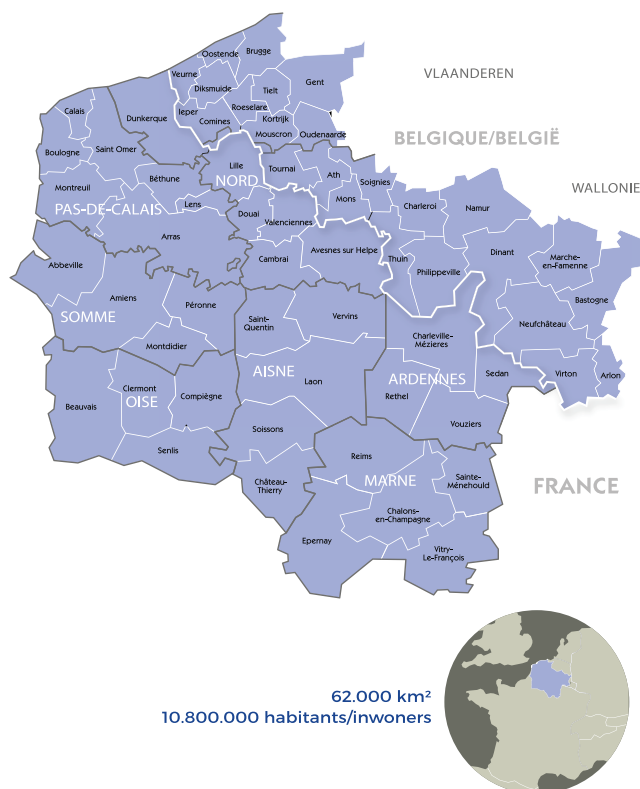 Brugge
Oostende
Veurne
Diksmuide
Tielt
Gent
VLAANDEREN
Calais
Dunkerque
Ieper
Roeselare
Comines
Kortrijk
Mouscron
Oudenaarde
BELGIQUE/BELGIË
Boulogne
Saint Omer
Lille
NORD
Tournai
Ath
Soignies
WALLONIE
Montreuil
Béthune
PAS-DE-CALAIS
Lens
Douai
Valenciennes
Mons
Charleroi
Namur
Arras
Cambrai
Avesnes sur Helpe
Thuin
Philippeville
Dinant
Marche-
en-Famenne
Bastogne
Abbeville
Amiens
Péronne
SOMME
Montdidier
Saint-
Quentin
Vervins
Charleville-
Mézieres
Neufchâteau
AISNE
Laon
ARDENNES
Rethel
Sedan
Virton
Arlon
Beauvais
Clermont
OISE
Compiègne
Senlis
Soissons
Vouziers
Château-
Thierry
Reims
MARNE
Sainte-
Ménehould
FRANCE
Chalons-
en-Champagne
Epernay
Vitry-
Le-François
62.000 km²
10.800.000 habitants/inwoners